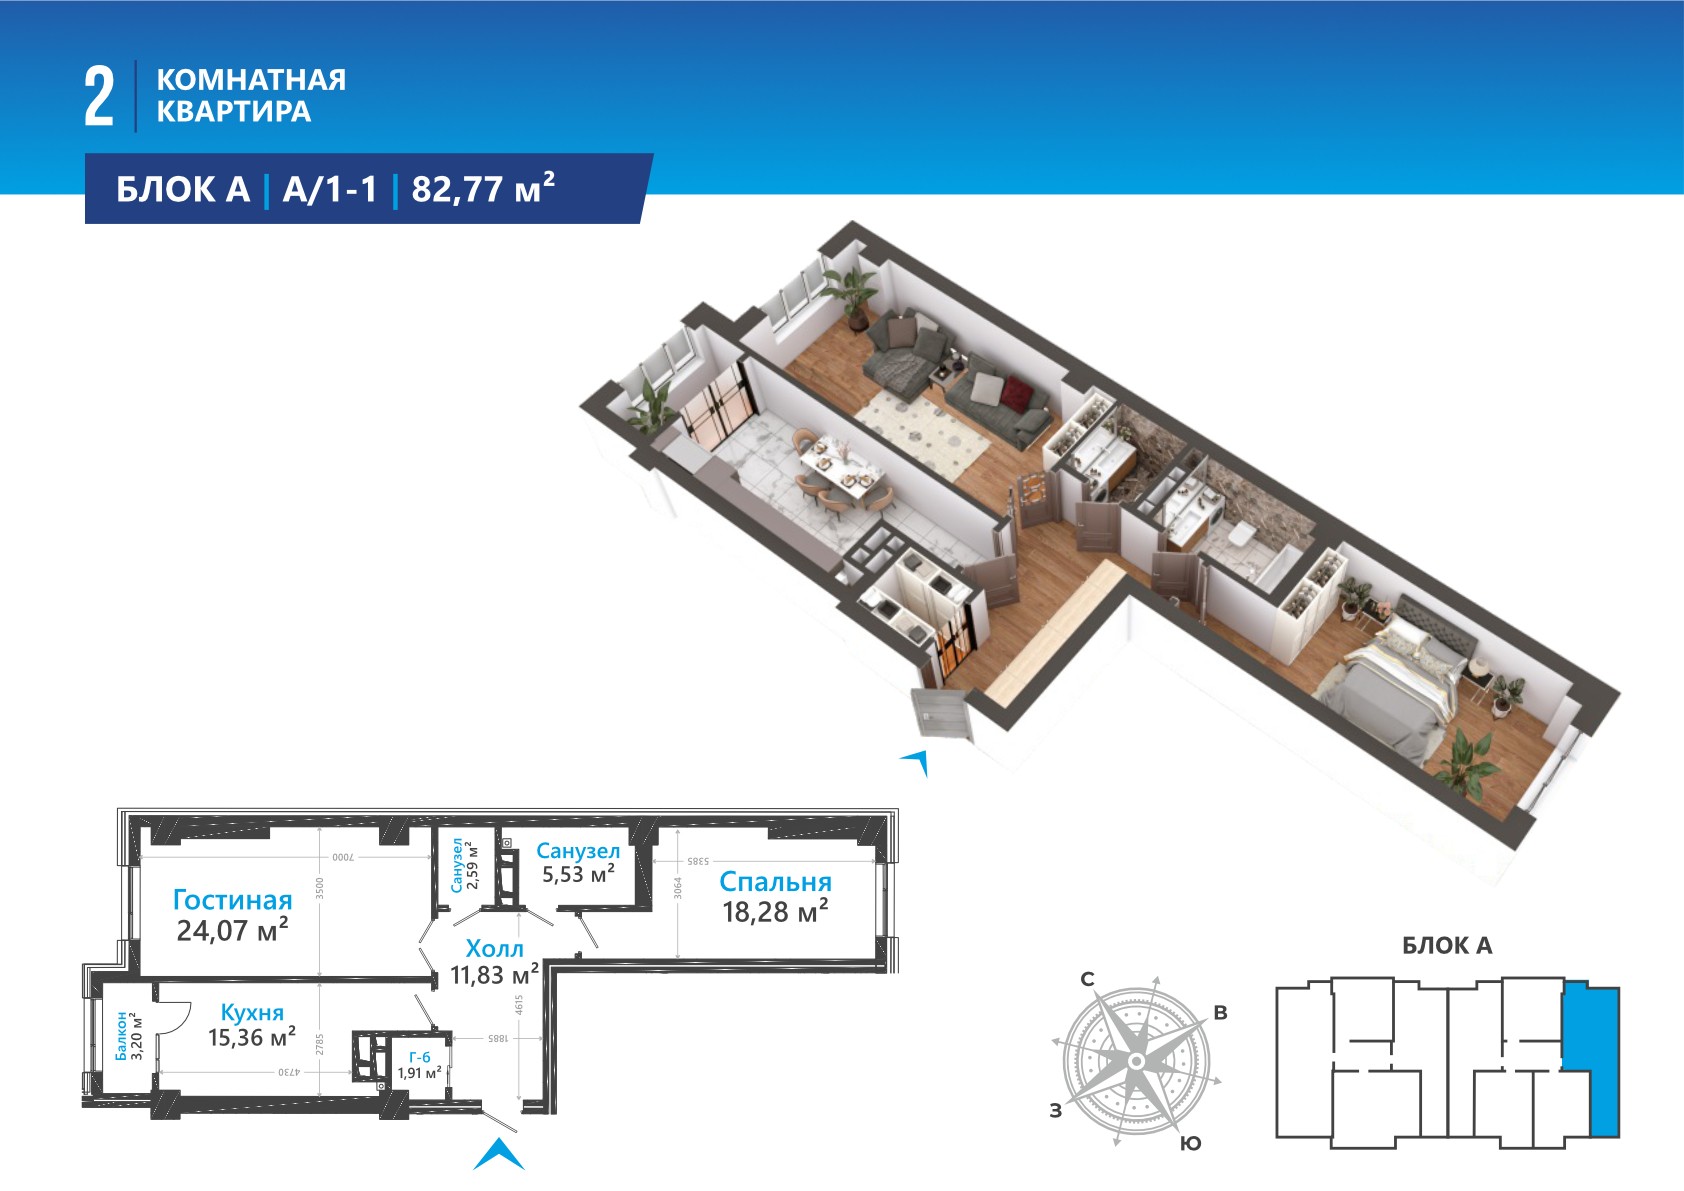 2
КОМНАТНАЯ
КВАРТИРА
БЛОК А | А/1-1 | 82,77 м²
7000
3500
Гостиная
24,07 м²
Санузел
2,59 м²
Санузел
5,53 м²
5385
3064
Спальня
18,28 м²
Холл
11,83 м²
4615
1885
Балкон
3,20 м²
Кухня
15,36 м²
2785
4730
Г-6
1,91 м²
С
В
З
Ю
БЛОК А